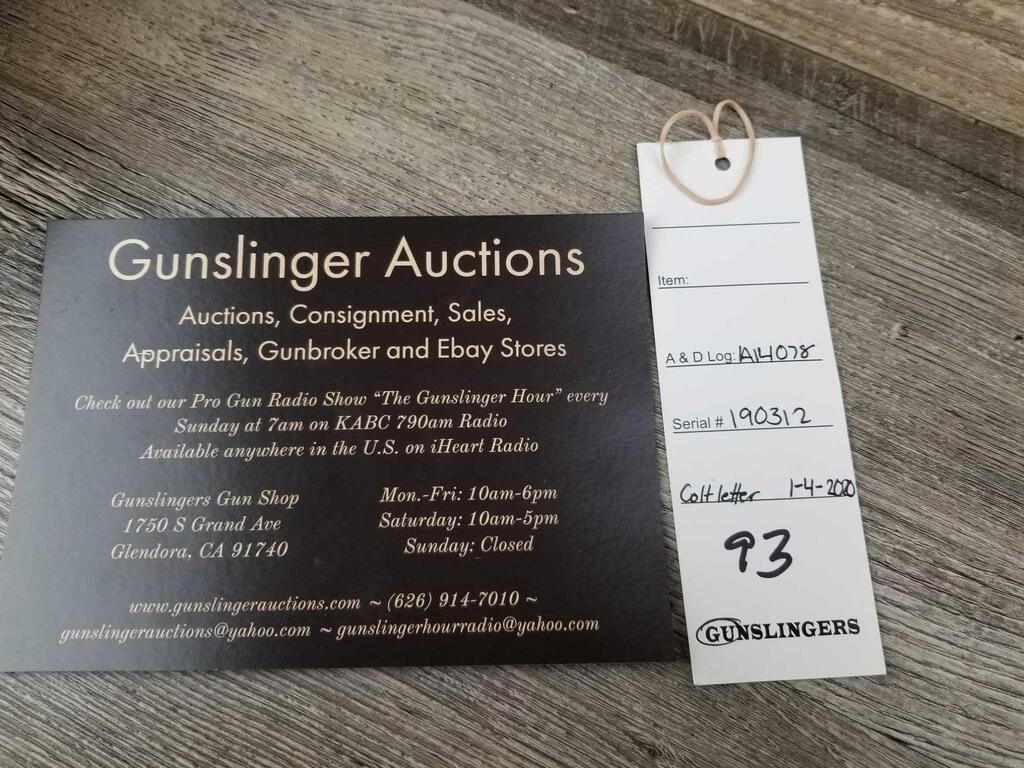 Gunslinger Auctions
Auctions, Consignment, Sales,
Appraisals, Gunbroker and Ebay Stores
Check out our Pro Gun Radio Show “The Gunslinger Hour” every
Sunday at 7am on KABC 790am Radio
Available anywhere in the U.S. on iHeart Radio
Gunslingers Gun Shop
1750 S Grand Ave
Glendora, CA 91740
Mon.-Fri: 10am-6pm
Saturday: 10am-5pm
Sunday: Closed
www.gunslingerauctions.com ~ (626) 914-7010 ~
gunslingerauctions@yahoo.com ~ gunslingerhourradio@yahoo.com
Item:
A & D Log: A14078
Serial # 190312
Colt letter 1-4-2020
93
GUNSLINGERS